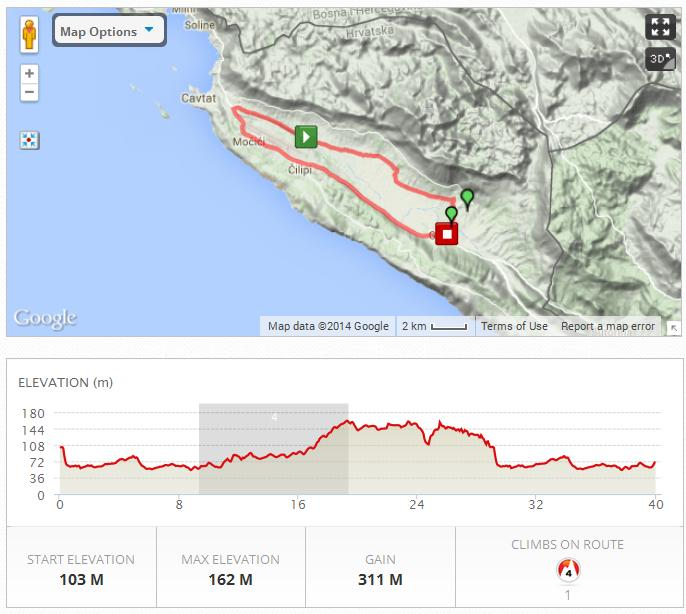 Bosna i Hercegovina
Mlini
Soline
Map Options
Hrvatska
3D
Cavtat
Močići
Čilipi
Google
Map data ©2014 Google
2 km
Terms of Use
Report a map error
ELEVATION (m)
180
144
108
72
36
0
4
0
8
16
24
32
40
START ELEVATION
103 M
MAX ELEVATION
162 M
GAIN
311 M
CLIMBS ON ROUTE
4
1